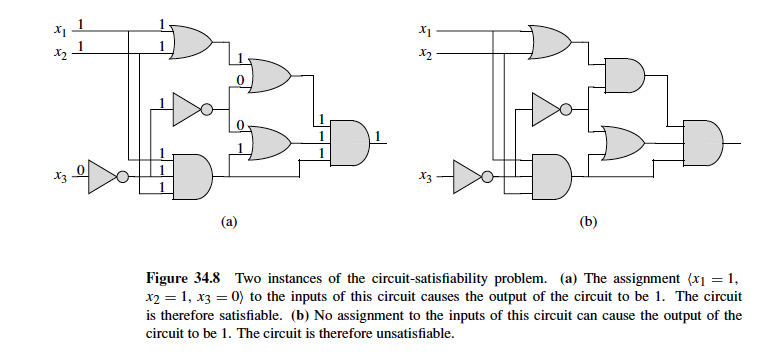 x1 1 1
x2 1 1
1
0
1
0
1
1
1
1
1
x3 0
1
1
1
x1
x2
x3
(a)
(b)
Figure 34.8 Two instances of the circuit-satisfiability problem. (a) The assignment ⟨x1 = 1,
x2 = 1, x3 = 0⟩ to the inputs of this circuit causes the output of the circuit to be 1. The circuit
is therefore satisfiable. (b) No assignment to the inputs of this circuit can cause the output of the
circuit to be 1. The circuit is therefore unsatisfiable.